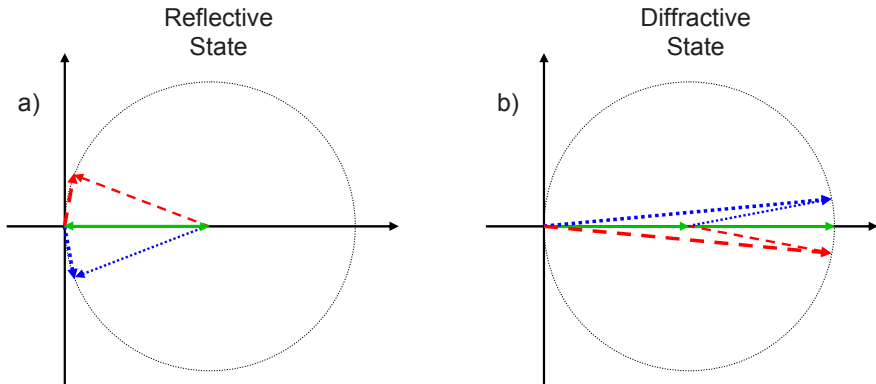 Reflective
State
Diffractive
State
a)
b)